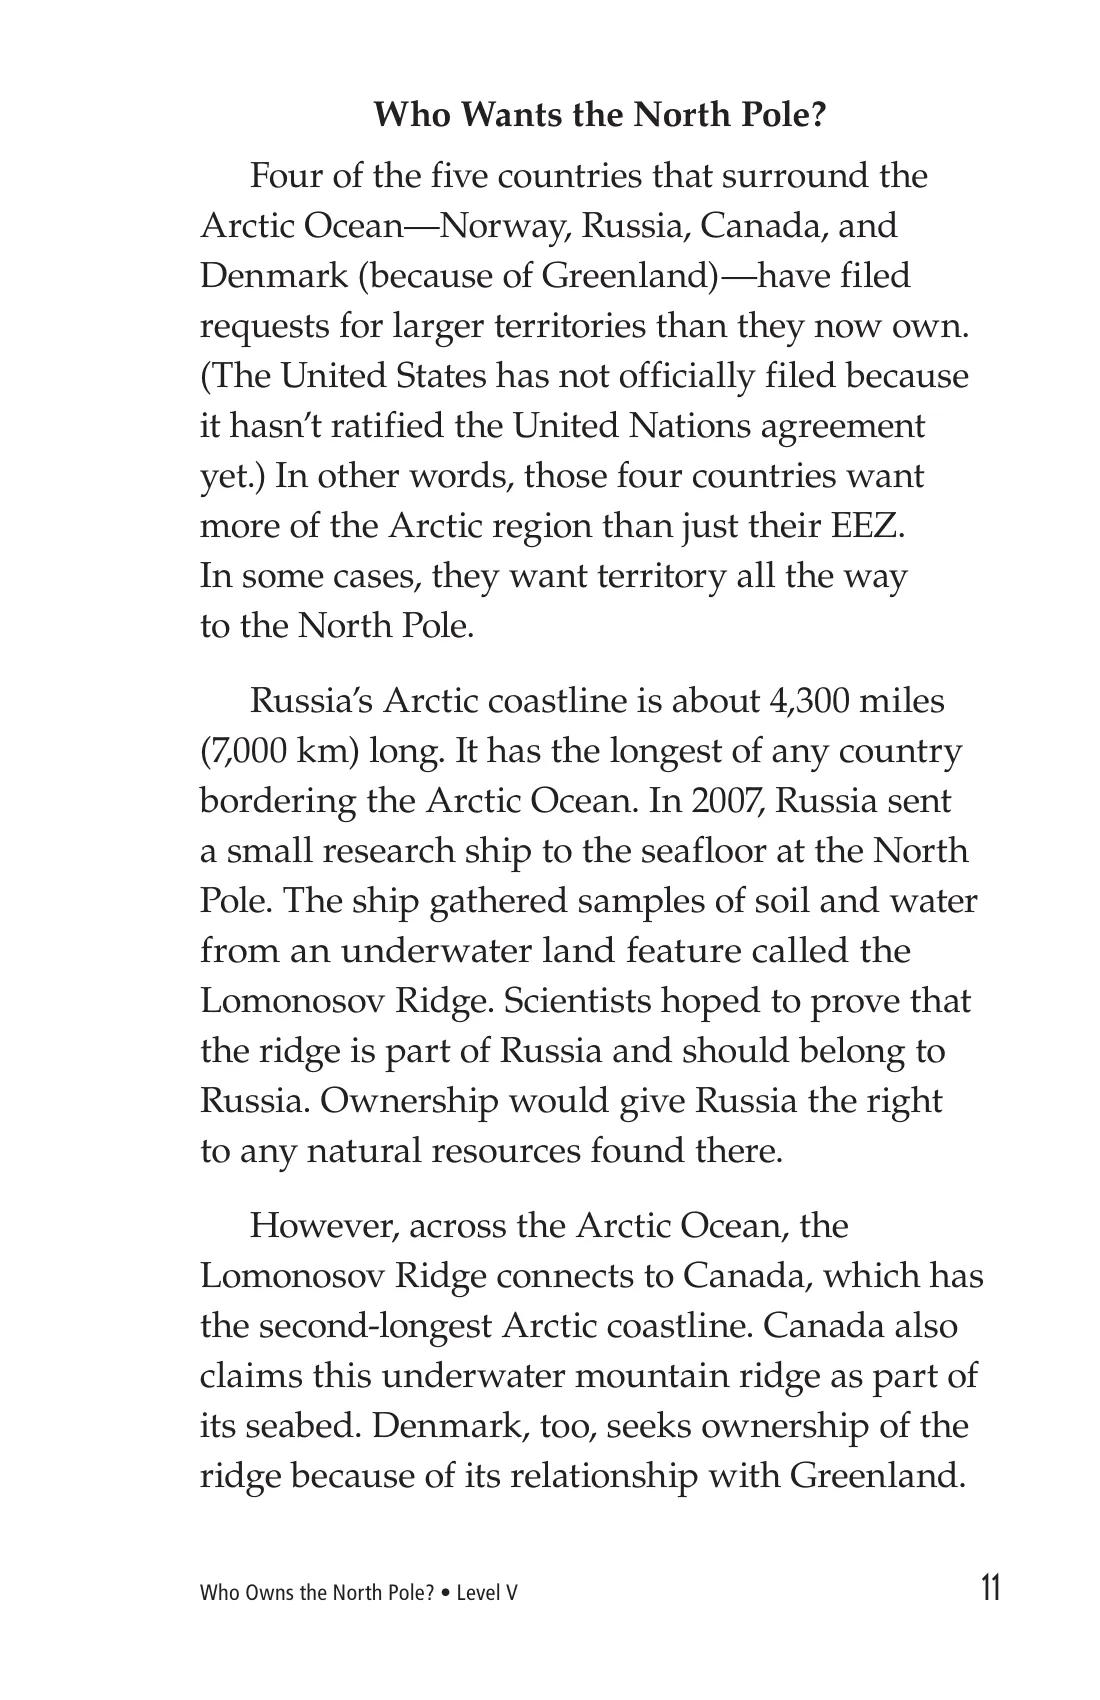 Who Wants the North Pole?
Four of the five countries that surround the
Arctic Ocean—Norway, Russia, Canada, and
Denmark (because of Greenland)—have filed
requests for larger territories than they now own.
(The United States has not officially filed because
it hasn’t ratified the United Nations agreement
yet.) In other words, those four countries want
more of the Arctic region than just their EEZ.
In some cases, they want territory all the way
to the North Pole.
Russia’s Arctic coastline is about 4,300 miles
(7,000 km) long. It has the longest of any country
bordering the Arctic Ocean. In 2007, Russia sent
a small research ship to the seafloor at the North
Pole. The ship gathered samples of soil and water
from an underwater land feature called the
Lomonosov Ridge. Scientists hoped to prove that
the ridge is part of Russia and should belong to
Russia. Ownership would give Russia the right
to any natural resources found there.
However, across the Arctic Ocean, the
Lomonosov Ridge connects to Canada, which has
the second-longest Arctic coastline. Canada also
claims this underwater mountain ridge as part of
its seabed. Denmark, too, seeks ownership of the
ridge because of its relationship with Greenland.
Who Owns the North Pole? • Level V
11